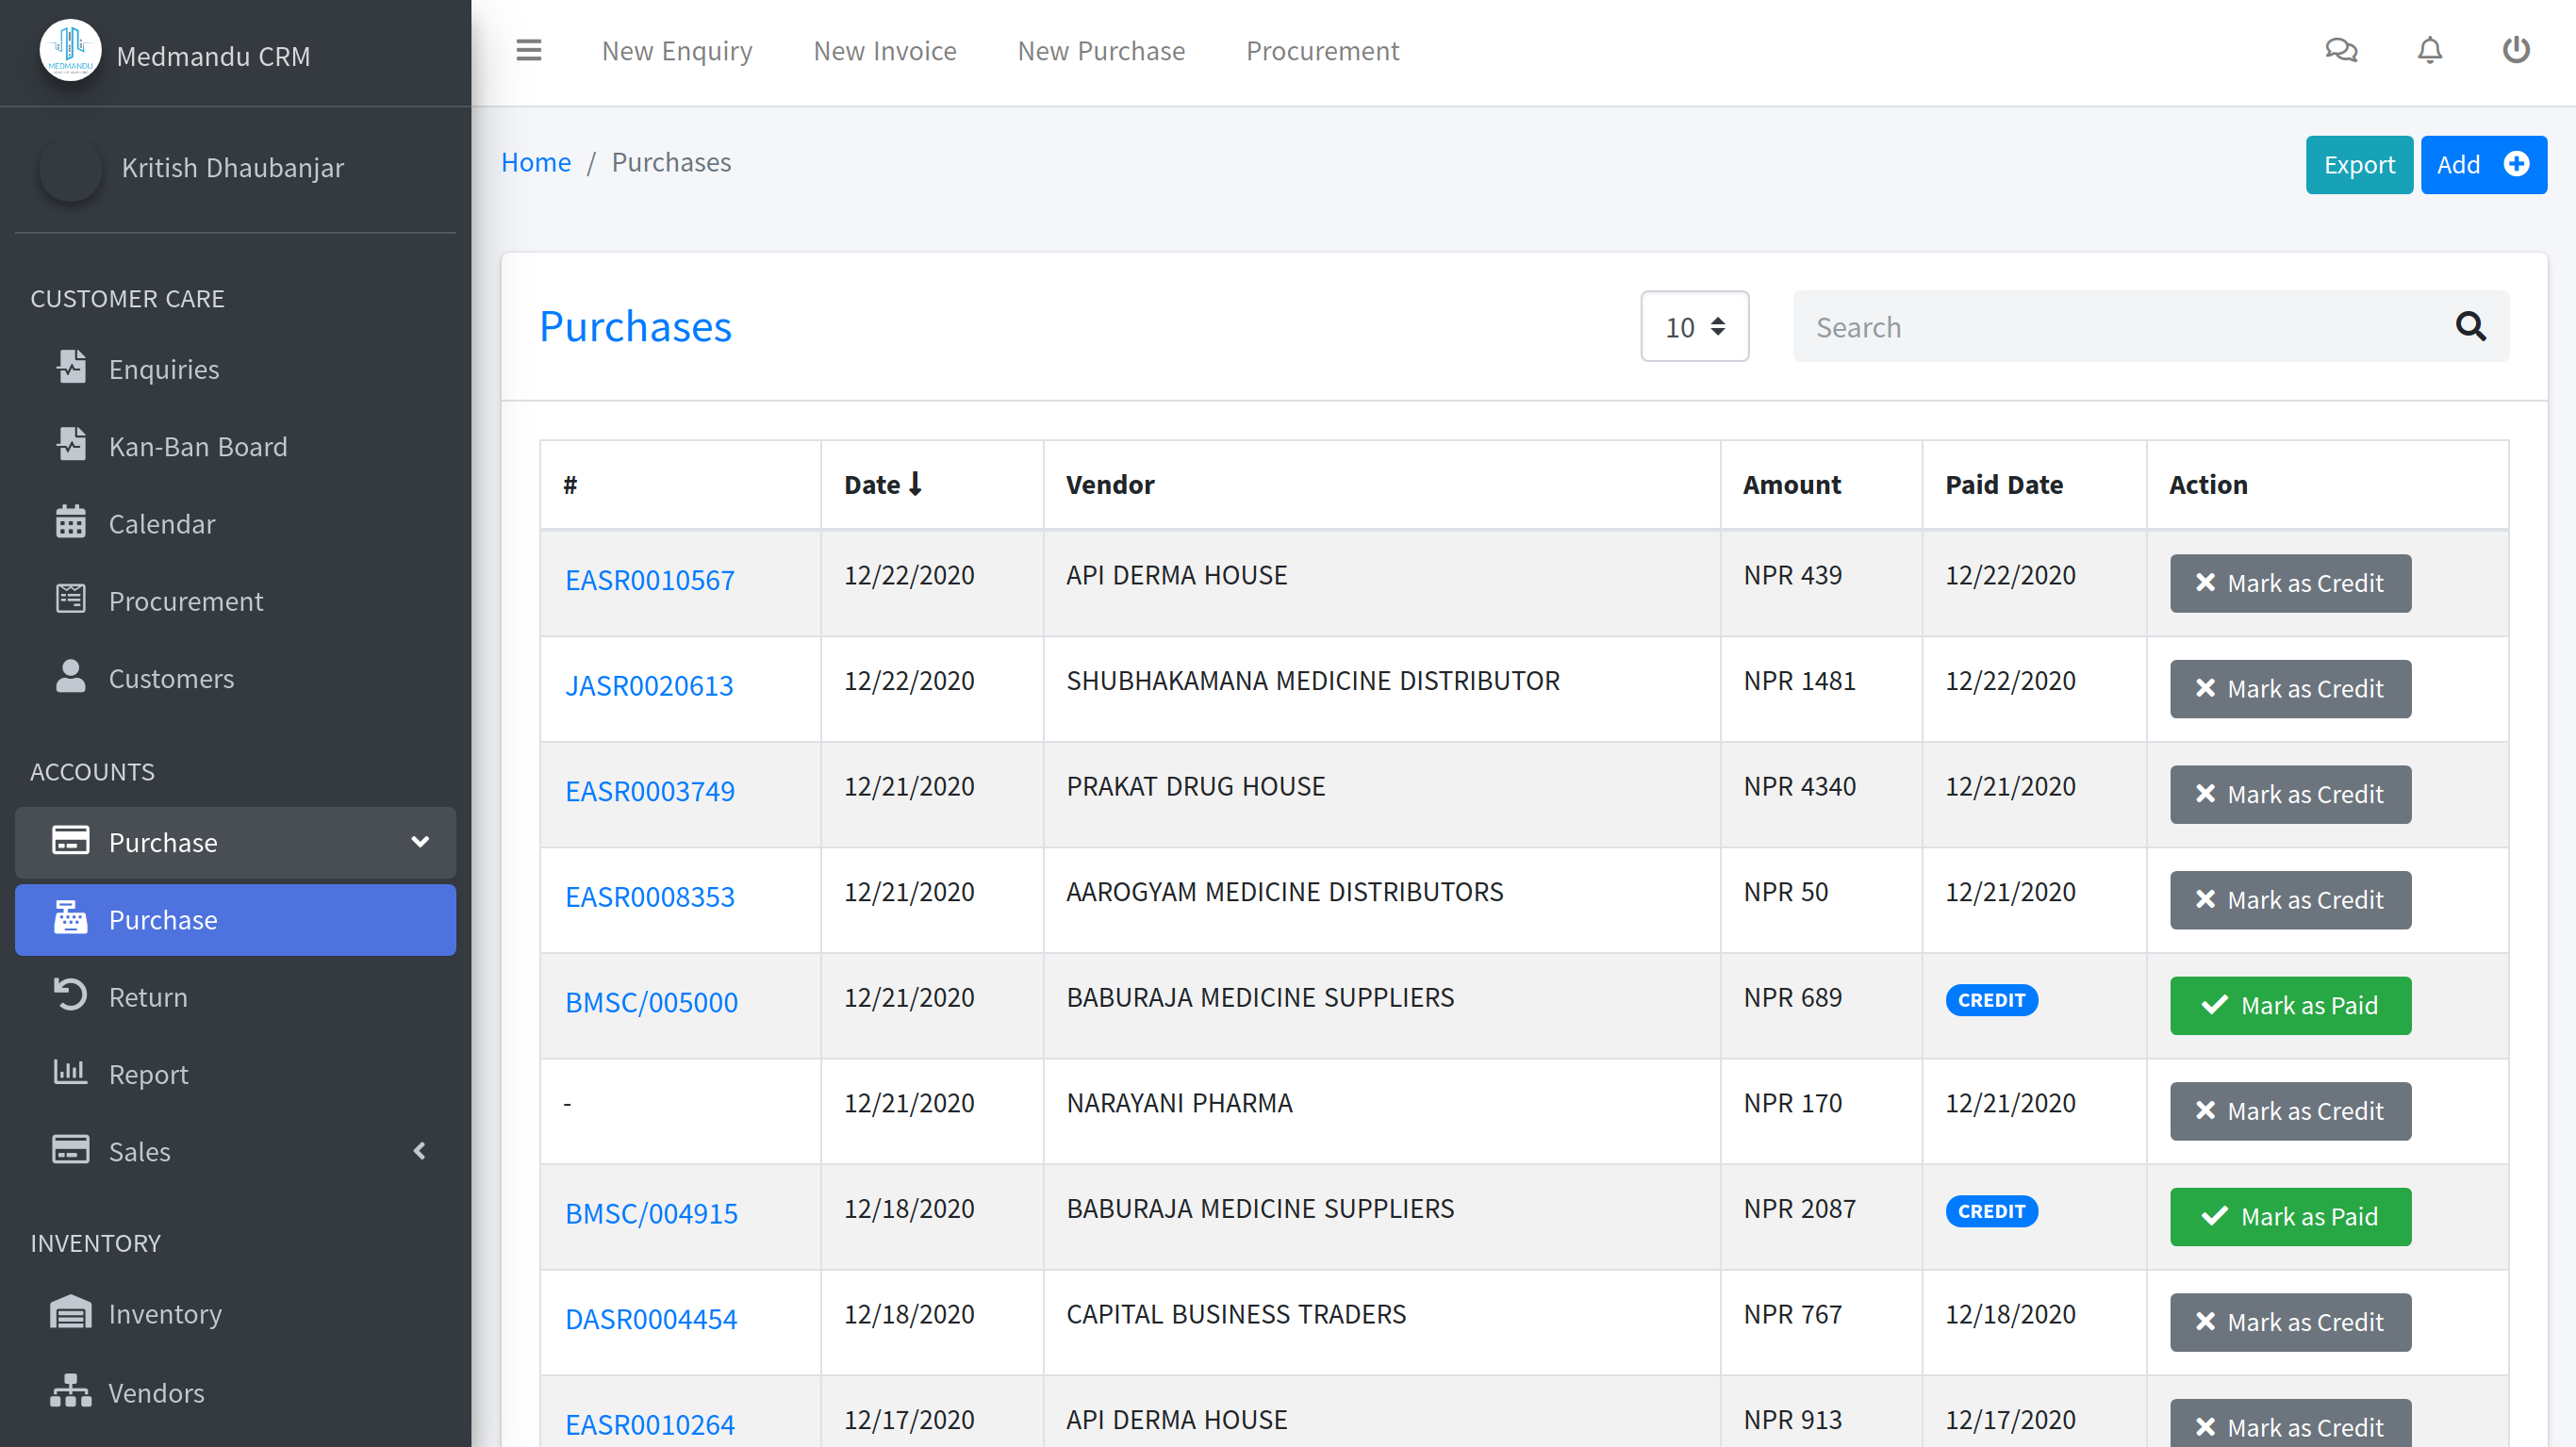 MEDMANDU
Medmandu CRM
New Enquiry
New Invoice
New Purchase
Procurement
Kritish Dhaubanjar
Home / Purchases
Export
Add
CUSTOMER CARE
Enquiries
Kan-Ban Board
Calendar
Procurement
Customers
ACCOUNTS
Purchase
Purchase
Return
Report
Sales
INVENTORY
Inventory
Vendors
Purchases
10
Search
# Date Vendor Amount Paid Date Action
EASR0010567 12/22/2020 API DERMA HOUSE NPR 439 12/22/2020 Mark as Credit
JASR0020613 12/22/2020 SHUBHAKAMANA MEDICINE DISTRIBUTOR NPR 1481 12/22/2020 Mark as Credit
EASR0003749 12/21/2020 PRAKAT DRUG HOUSE NPR 4340 12/21/2020 Mark as Credit
EASR0008353 12/21/2020 AAROGYAM MEDICINE DISTRIBUTORS NPR 50 12/21/2020 Mark as Credit
BMSC/005000 12/21/2020 BABURAJA MEDICINE SUPPLIERS NPR 689 CREDIT Mark as Paid
- 12/21/2020 NARAYANI PHARMA NPR 170 12/21/2020 Mark as Credit
BMSC/004915 12/18/2020 BABURAJA MEDICINE SUPPLIERS NPR 2087 CREDIT Mark as Paid
DASR0004454 12/18/2020 CAPITAL BUSINESS TRADERS NPR 767 12/18/2020 Mark as Credit
EASR0010264 12/17/2020 API DERMA HOUSE NPR 913 12/17/2020 Mark as Credit